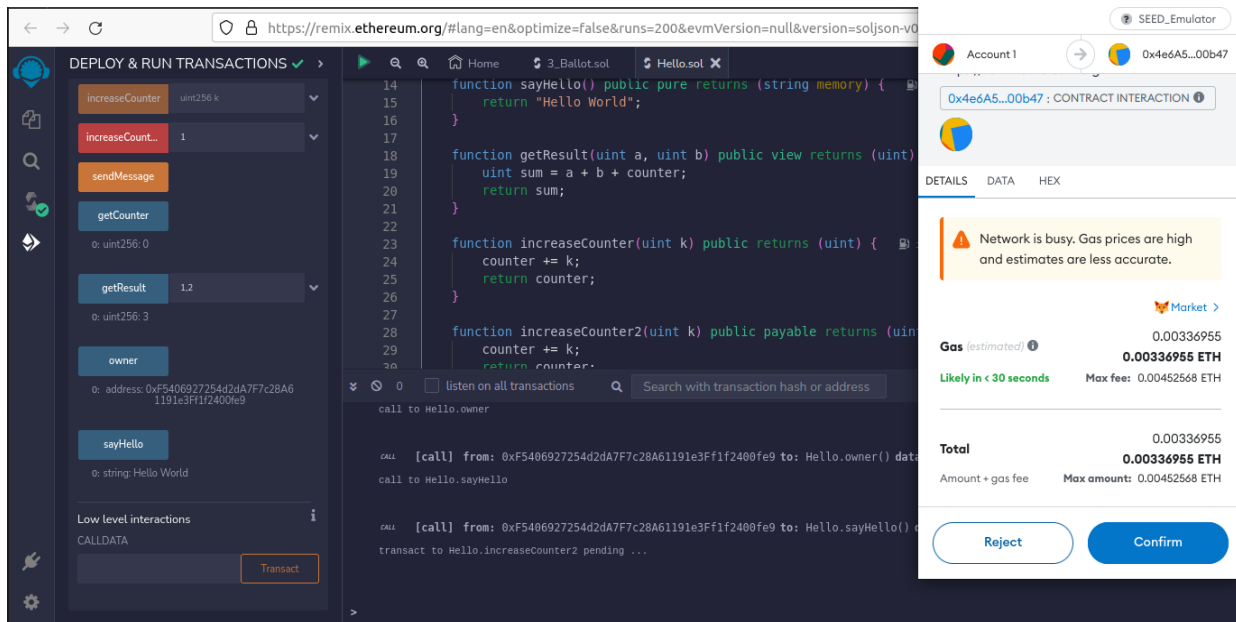 https://remix.ethereum.org/#lang=en&optimize=false&runs=200&evmVersion=null&version=soljson-v0
DEPLOY & RUN TRANSACTIONS
increaseCounter uint256 k
increaseCount... 1
sendMessage
getCounter
0: uint256: 0
getResult 1,2
0: uint256: 3
owner
0: address: 0xF5406927254d2dA7F7c28A6
1191e3Ff1f2400fe9
sayHello
0: string: Hello World
Low level interactions
i
CALLDATA
Transact
Home
3_Ballot.sol
Hello.sol
14 function sayHello() public pure returns (string memory) {
15 return "Hello World";
16 }
17
18 function getResult(uint a, uint b) public view returns (uint)
19 uint sum = a + b + counter;
20 return sum;
21 }
22
23 function increaseCounter(uint k) public returns (uint) {
24 counter += k;
25 return counter;
26 }
27
28 function increaseCounter2(uint k) public payable returns (uin
29 counter += k;
30 return counter;
0 listen on all transactions Search with transaction hash or address
call to Hello.owner
CALL [call] from: 0xF5406927254d2dA7F7c28A61191e3Ff1f2400fe9 to: Hello.owner() data
call to Hello.sayHello
CALL [call] from: 0xF5406927254d2dA7F7c28A61191e3Ff1f2400fe9 to: Hello.sayHello()
transact to Hello.increaseCounter2 pending ...
>
? SEED_Emulator
Account 1
0x4e6A5...00b47
0x4e6A5...00b47 : CONTRACT INTERACTION
DETAILS DATA HEX
Network is busy. Gas prices are high
and estimates are less accurate.
Market >
0.00336955
Gas (estimated) 0.00336955 ETH
Likely in < 30 seconds Max fee: 0.00452568 ETH
0.00336955
Total 0.00336955 ETH
Amount + gas fee Max amount: 0.00452568 ETH
Reject
Confirm